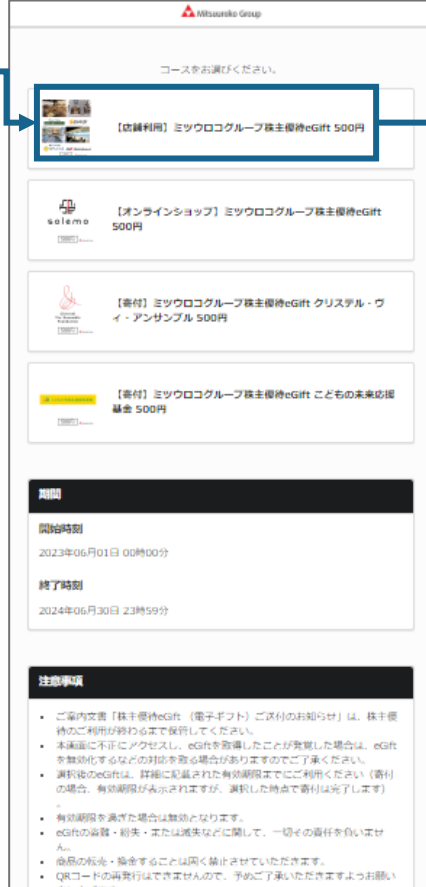 Mitsuuroko Group
コースをお選びください。
【店舗利用】ミツウロコグループ株主優待eGift 500円
solemo
【オンラインショップ】ミツウロコグループ株主優待eGift
500円
【寄付】ミツウロコグループ株主優待eGift クリステル・ヴ
ィ・アンサンブル 500円
【寄付】ミツウロコグループ株主優待eGift こどもの未来応援
基金 500円
期間
開始時刻
2023年06月01日 00時00分
終了時刻
2024年06月30日 23時59分
注意事項
• ご案内文書「株主優待eGift （電子ギフト）ご送付のお知らせ」は、株主優
待のご利用が終わるまで保管してください。
• 本画面に不正にアクセスし、eGiftを取得したことが発覚した場合は、eGift
を無効化するなどの対応を取る場合がありますのでご了承ください。
• 選択後のeGiftは、詳細に記載された有効期限までにご利用ください（寄付
の場合、有効期限が表示されますが、選択した時点で寄付は完了します）
。
• 有効期限を過ぎた場合は無効となります。
• eGiftの盗難・紛失・または滅失などに関して、一切その責任を負いませ
ん。
• 商品の転売・換金することは固く禁止させていただきます。
• QRコードの再発行はできませんので、予めご了承いただきますようお願い